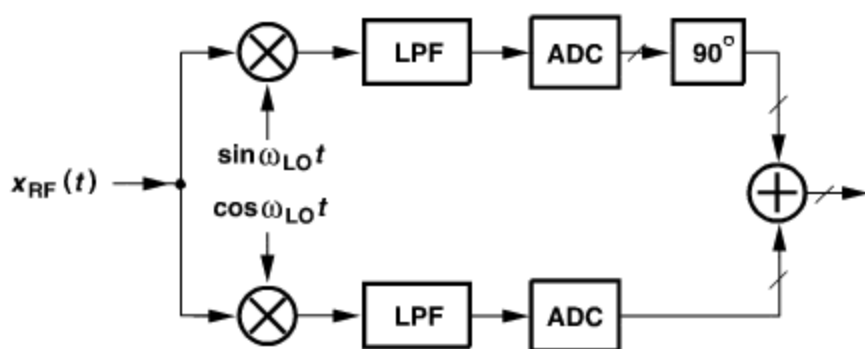 LPF
ADC
90°
sin ω_LO t
x_RF (t)
cos ω_LO t
LPF
ADC